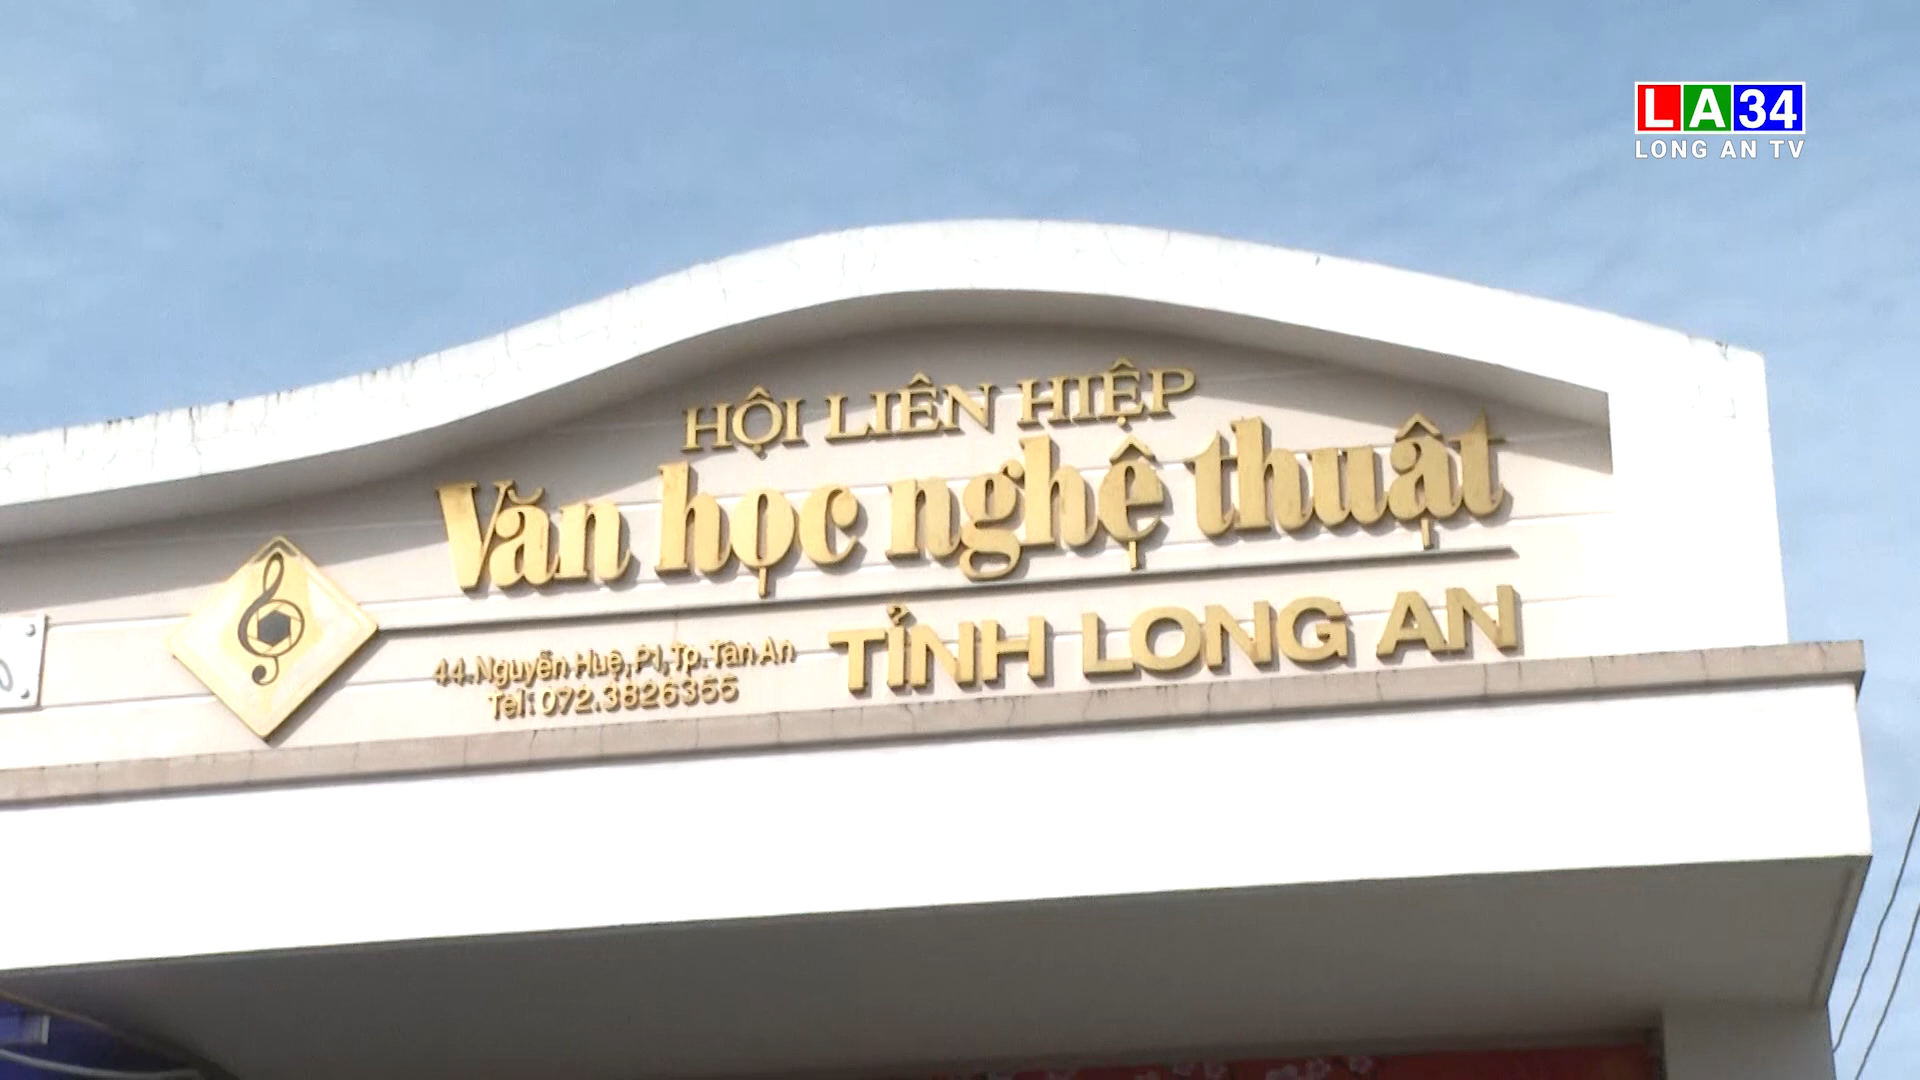 LA34
LONG AN TV
HỘI LIÊN HIỆP
Văn học nghệ thuật
TỈNH LONG AN
44.Nguyễn Huệ,P1,Tp.Tân An
Tel:072.3826355